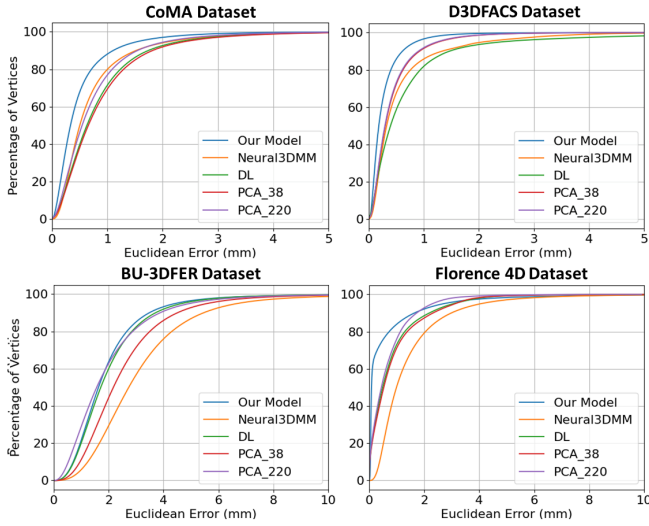 CoMA Dataset
Percentage of Vertices
100
80
60
40
20
0
Our Model
Neural3DMM
DL
PCA_38
PCA_220
0 1 2 3 4 5
Euclidean Error (mm)
D3DFACS Dataset
100
80
60
40
20
0
Our Model
Neural3DMM
DL
PCA_38
PCA_220
0 1 2 3 4 5
Euclidean Error (mm)
BU-3DFER Dataset
Percentage of Vertices
100
80
60
40
20
0
Our Model
Neural3DMM
DL
PCA_38
PCA_220
0 2 4 6 8 10
Euclidean Error (mm)
Florence 4D Dataset
100
80
60
40
20
0
Our Model
Neural3DMM
DL
PCA_38
PCA_220
0 2 4 6 8 10
Euclidean Error (mm)